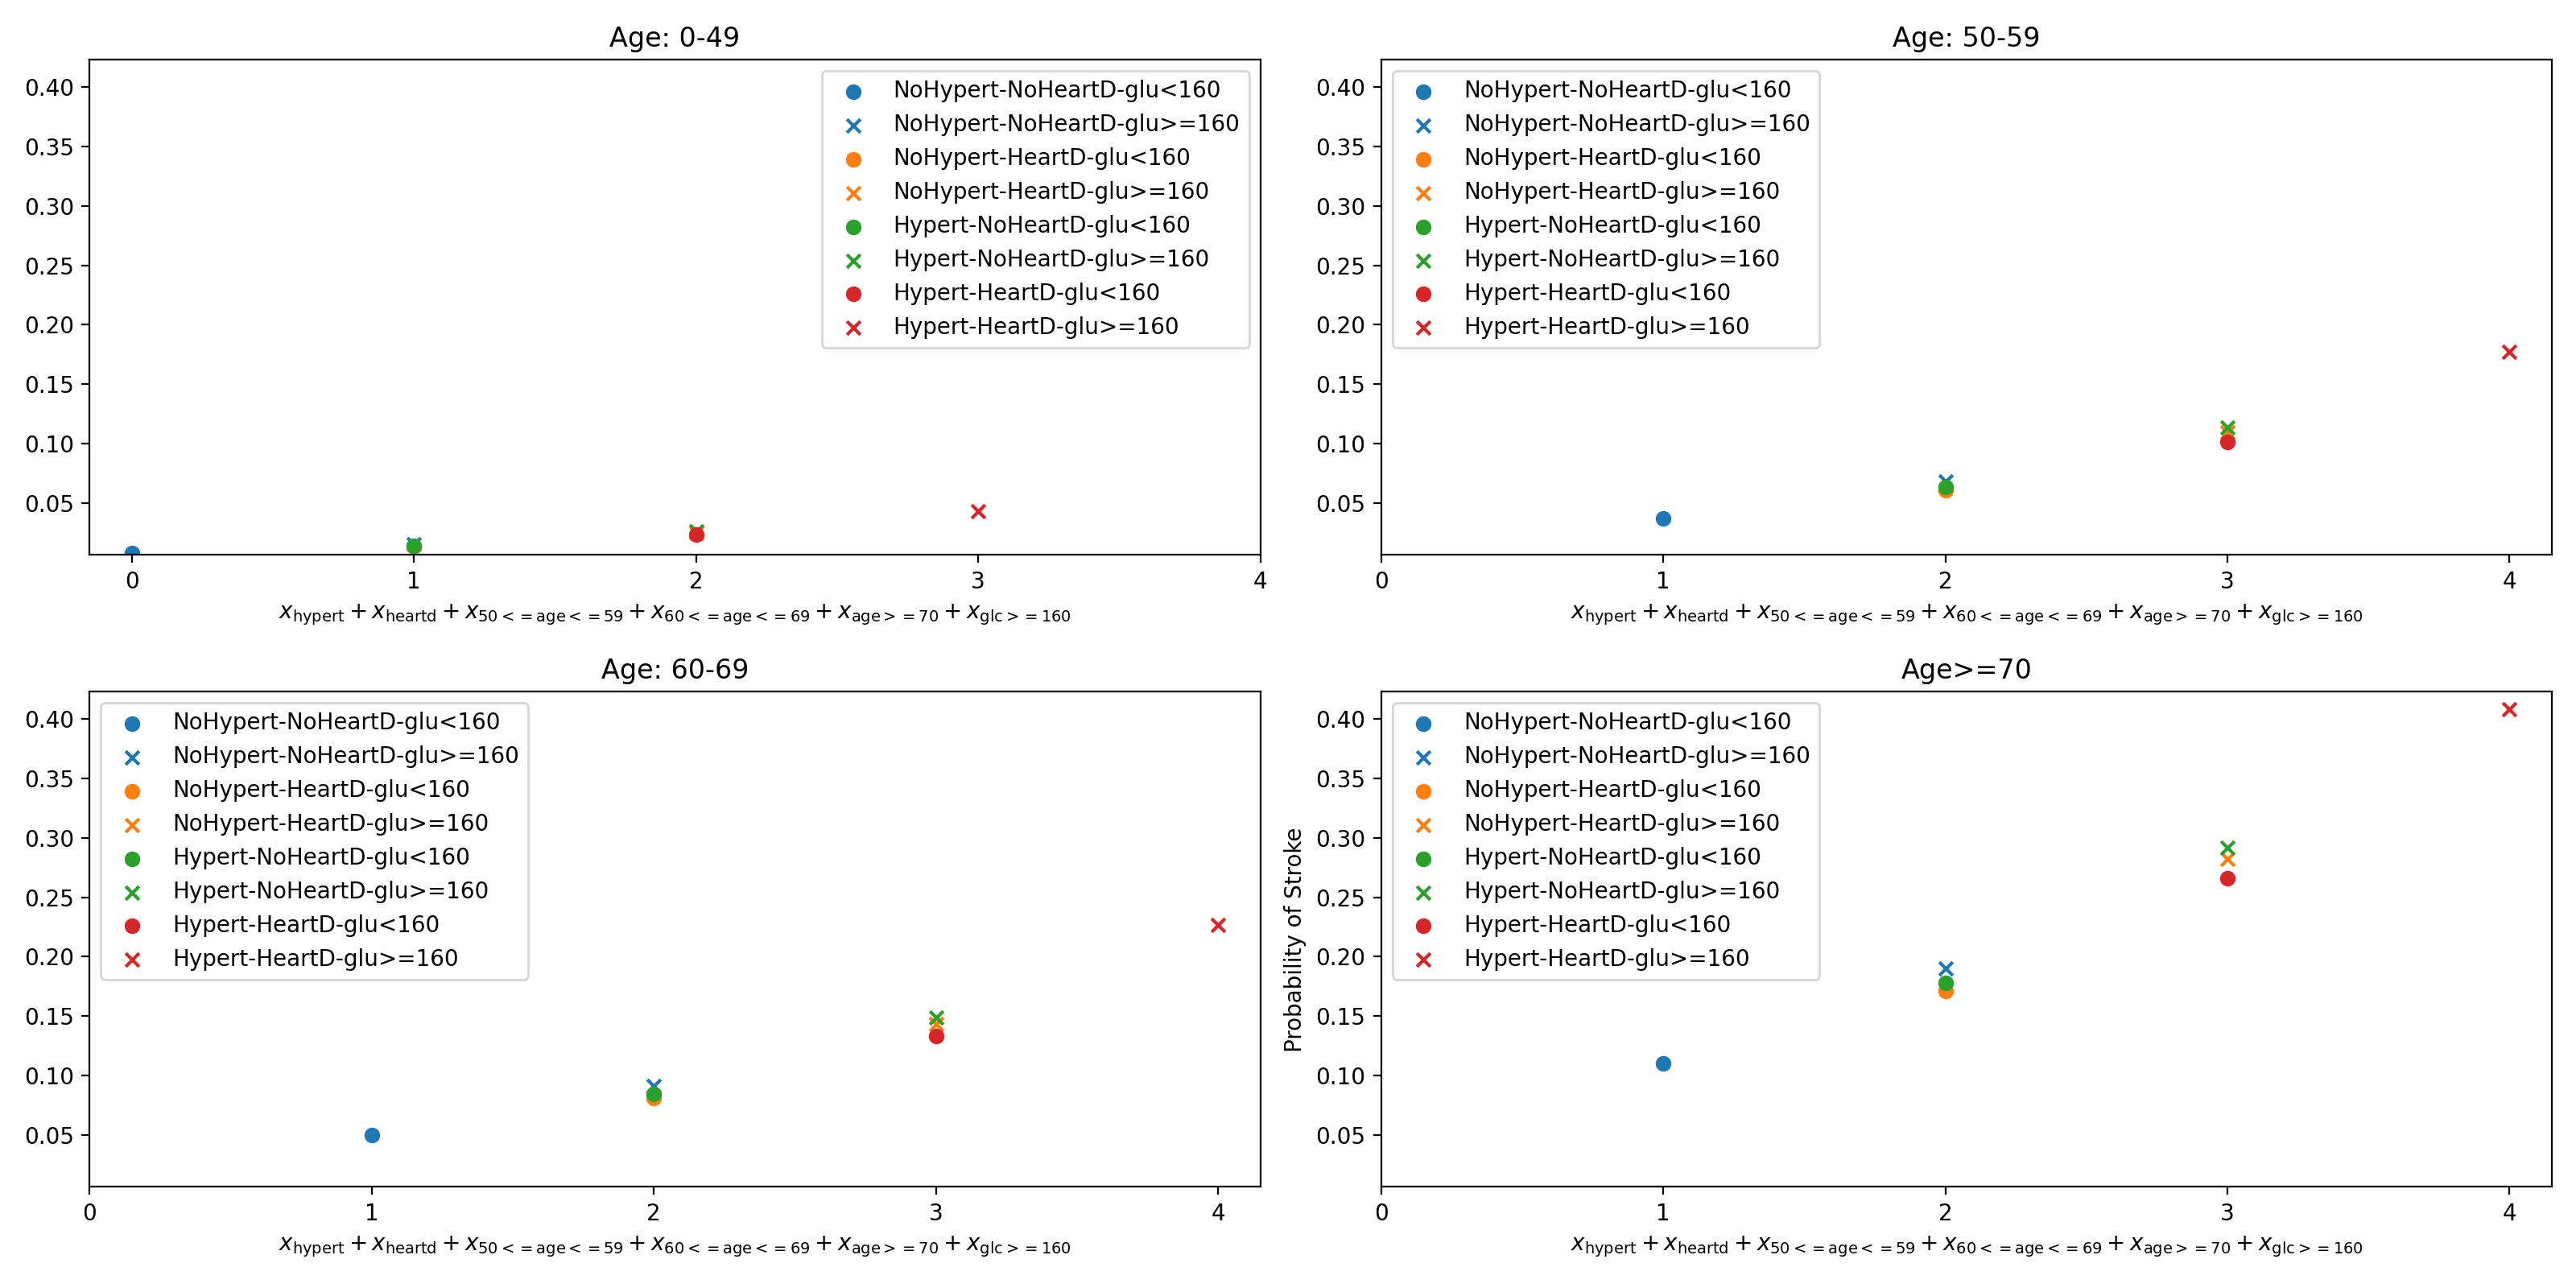 Age: 0-49
0.40
0.35
0.30
0.25
0.20
0.15
0.10
0.05
NoHypert-NoHeartD-glu<160
NoHypert-NoHeartD-glu>=160
NoHypert-HeartD-glu<160
NoHypert-HeartD-glu>=160
Hypert-NoHeartD-glu<160
Hypert-NoHeartD-glu>=160
Hypert-HeartD-glu<160
Hypert-HeartD-glu>=160
0 1 2 3 4
x_hypert + x_heartd + x_50<=age<=59 + x_60<=age<=69 + x_age>=70 + x_glc>=160
Age: 50-59
0.40
0.35
0.30
0.25
0.20
0.15
0.10
0.05
NoHypert-NoHeartD-glu<160
NoHypert-NoHeartD-glu>=160
NoHypert-HeartD-glu<160
NoHypert-HeartD-glu>=160
Hypert-NoHeartD-glu<160
Hypert-NoHeartD-glu>=160
Hypert-HeartD-glu<160
Hypert-HeartD-glu>=160
0 1 2 3 4
x_hypert + x_heartd + x_50<=age<=59 + x_60<=age<=69 + x_age>=70 + x_glc>=160
Age: 60-69
0.40
0.35
0.30
0.25
0.20
0.15
0.10
0.05
NoHypert-NoHeartD-glu<160
NoHypert-NoHeartD-glu>=160
NoHypert-HeartD-glu<160
NoHypert-HeartD-glu>=160
Hypert-NoHeartD-glu<160
Hypert-NoHeartD-glu>=160
Hypert-HeartD-glu<160
Hypert-HeartD-glu>=160
0 1 2 3 4
x_hypert + x_heartd + x_50<=age<=59 + x_60<=age<=69 + x_age>=70 + x_glc>=160
Age>=70
Probability of Stroke
0.40
0.35
0.30
0.25
0.20
0.15
0.10
0.05
NoHypert-NoHeartD-glu<160
NoHypert-NoHeartD-glu>=160
NoHypert-HeartD-glu<160
NoHypert-HeartD-glu>=160
Hypert-NoHeartD-glu<160
Hypert-NoHeartD-glu>=160
Hypert-HeartD-glu<160
Hypert-HeartD-glu>=160
0 1 2 3 4
x_hypert + x_heartd + x_50<=age<=59 + x_60<=age<=69 + x_age>=70 + x_glc>=160